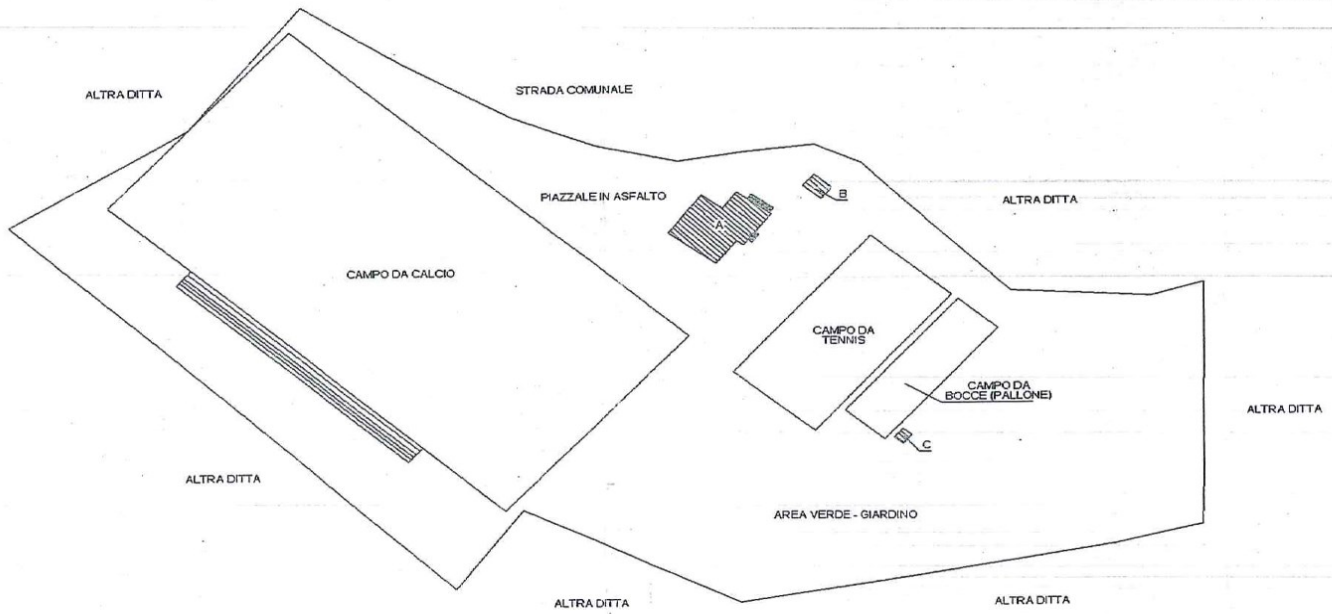 STRADA COMUNALE
ALTRA DITTA
PIAZZALE IN ASFALTO
B
ALTRA DITTA
A
CAMPO DA CALCIO
CAMPO DA
TENNIS
CAMPO DA
BOCCE (PALLONE)
ALTRA DITTA
C
ALTRA DITTA
AREA VERDE - GIARDINO
ALTRA DITTA
ALTRA DITTA